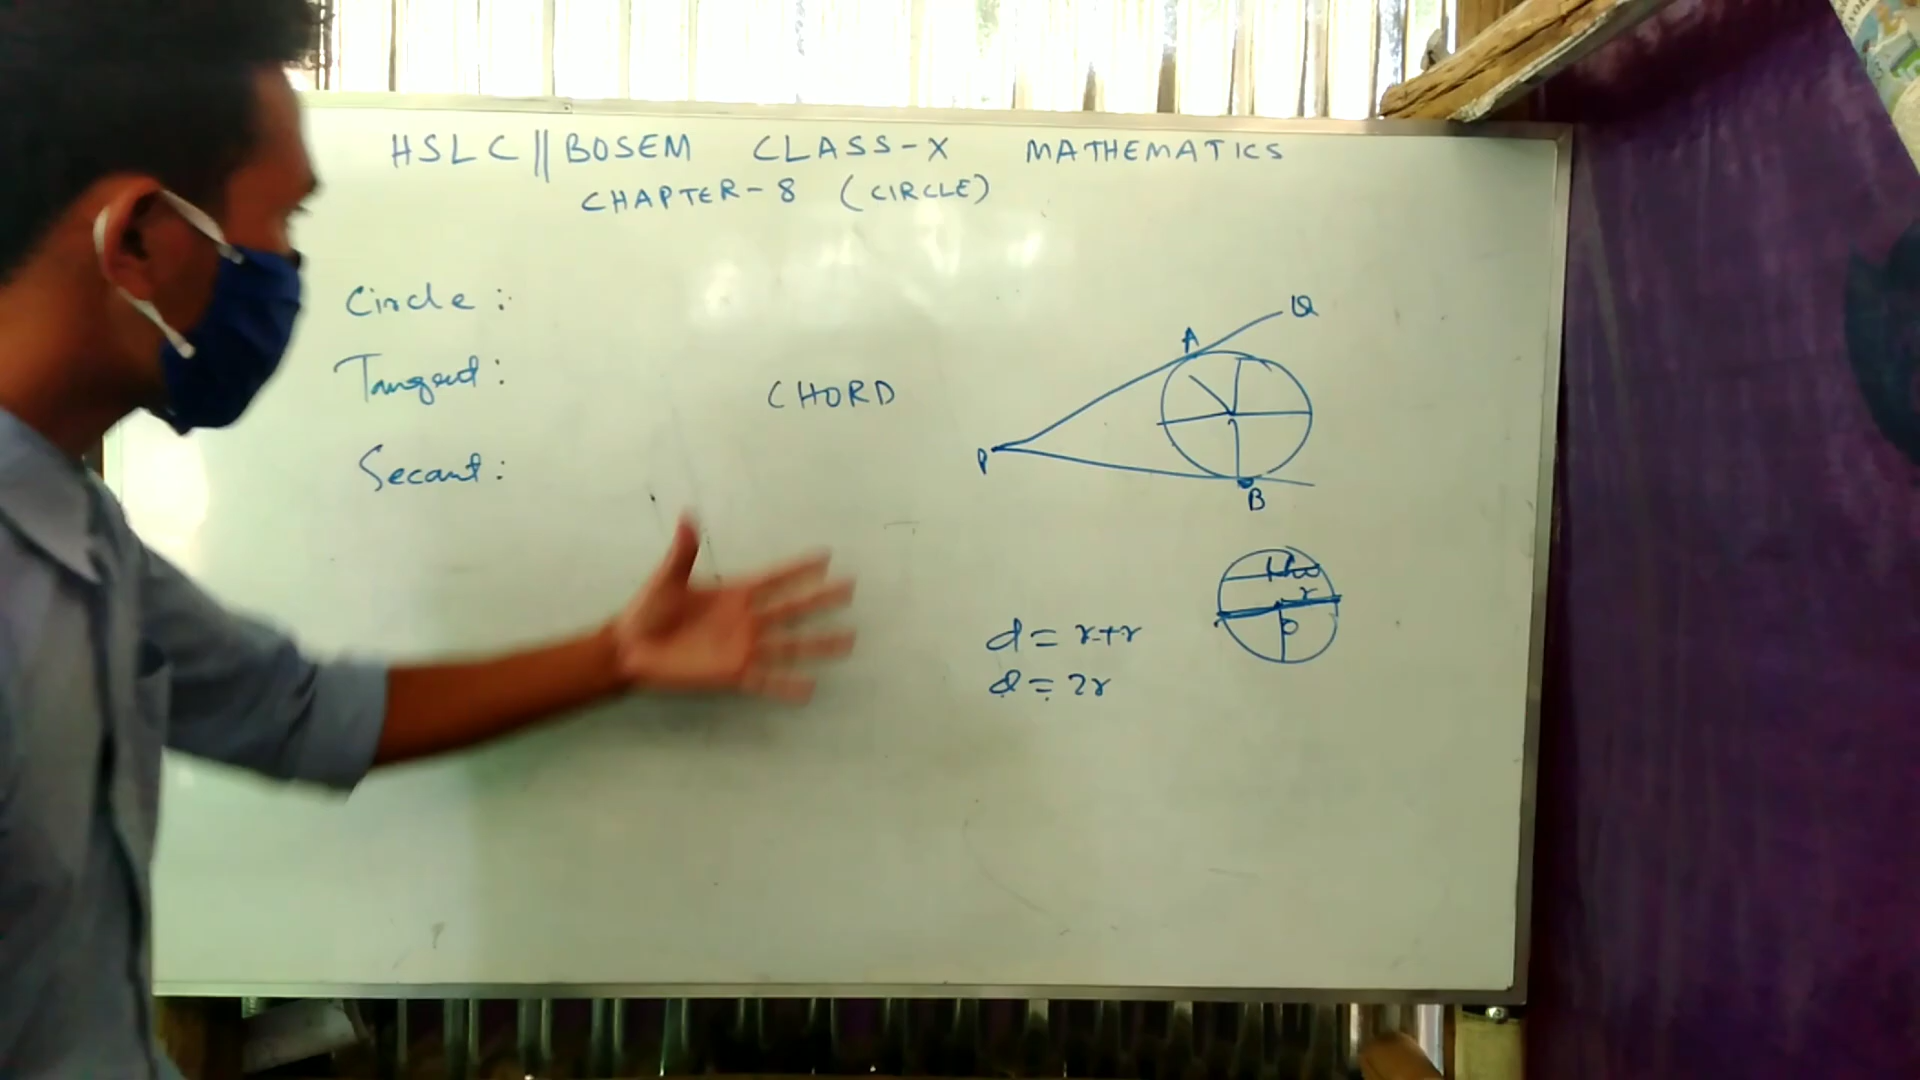 HSLC || BOSEM CLASS-X MATHEMATICS
CHAPTER-8 (CIRCLE)
Circle:
Tangent:
Secant:
CHORD
P
A
Q
B
r
O
d = r+r
d = 2r